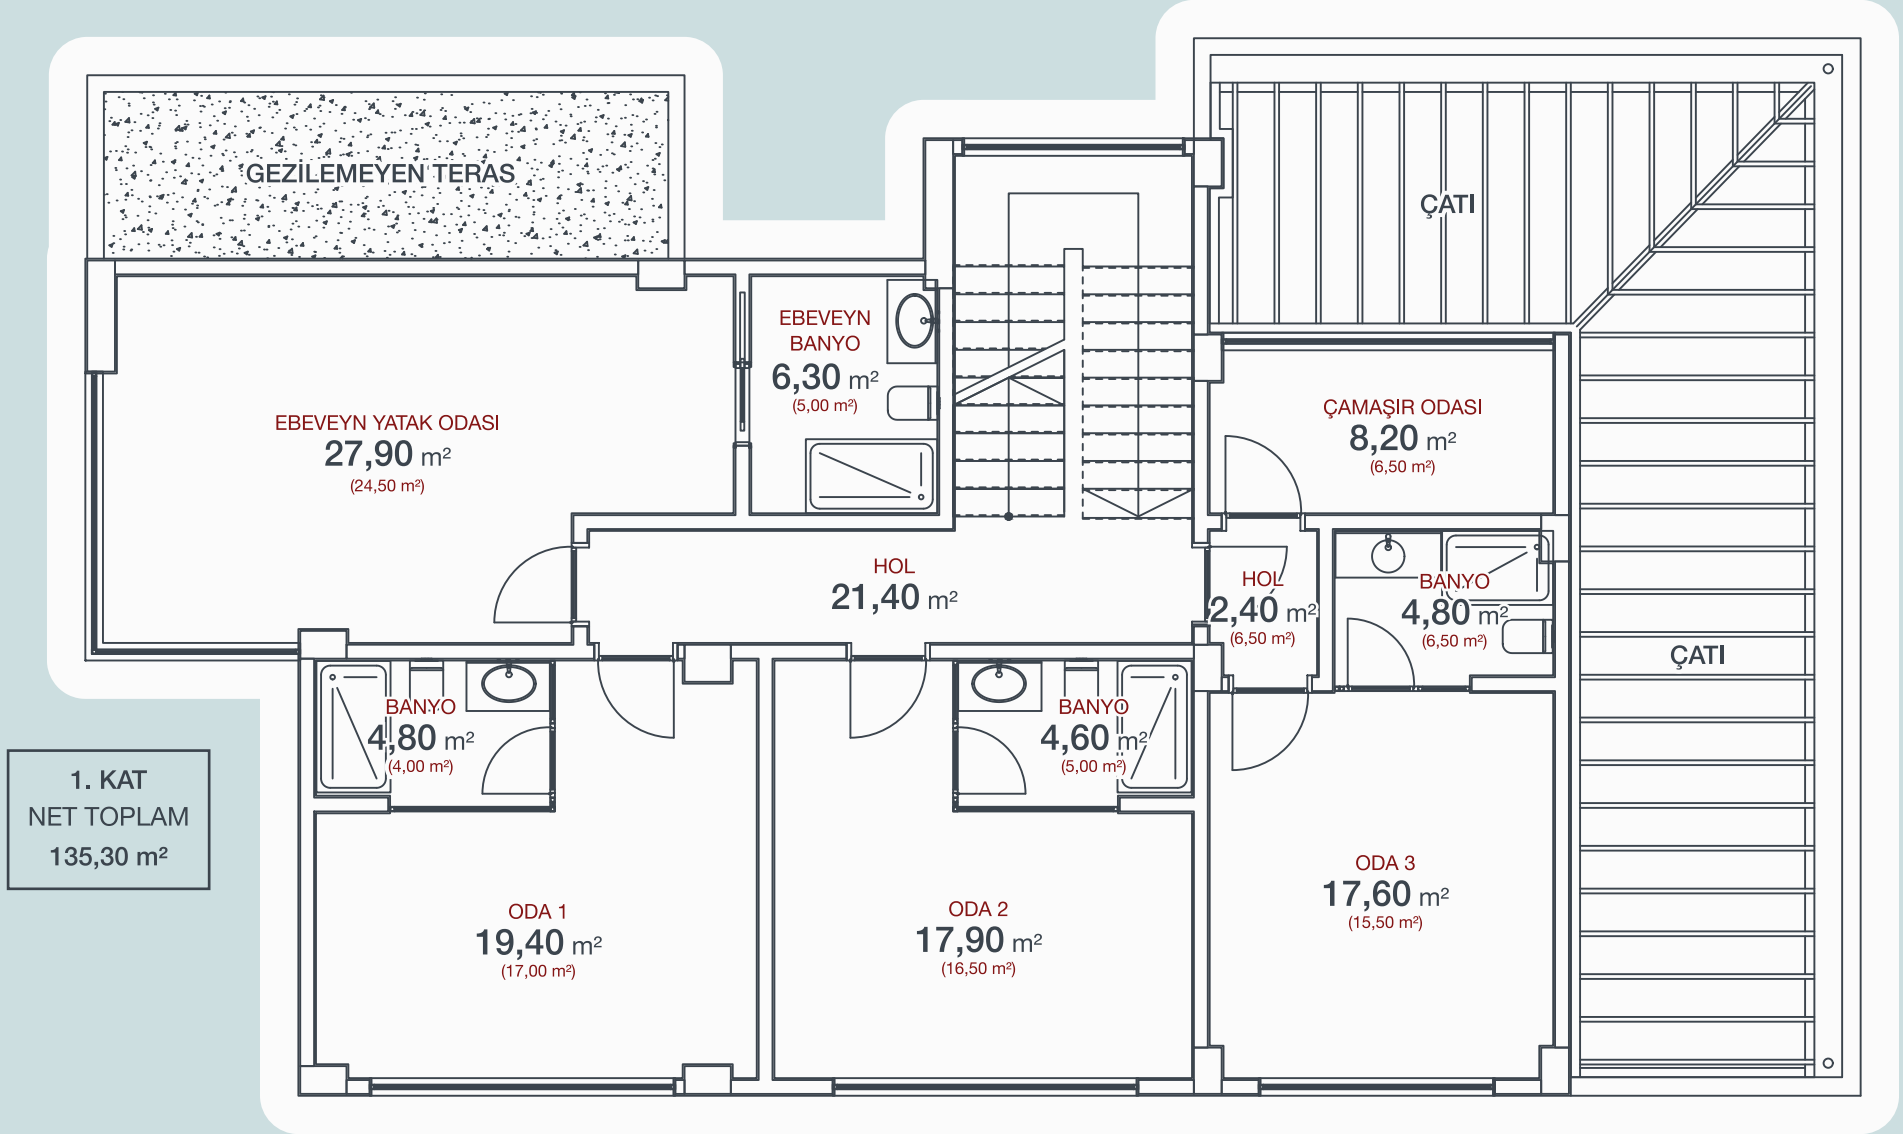 GEZİLEMEYEN TERAS
ÇATI
EBEVEYN
BANYO
6,30 m²
(5,00 m²)
EBEVEYN YATAK ODASI
27,90 m²
(24,50 m²)
ÇAMAŞIR ODASI
8,20 m²
(6,50 m²)
HOL
21,40 m²
HOL
2,40 m²
(6,50 m²)
BANYO
4,80 m²
(6,50 m²)
ÇATI
BANYO
4,80 m²
(4,00 m²)
BANYO
4,60 m²
(5,00 m²)
1. KAT
NET TOPLAM
135,30 m²
ODA 1
19,40 m²
(17,00 m²)
ODA 2
17,90 m²
(16,50 m²)
ODA 3
17,60 m²
(15,50 m²)